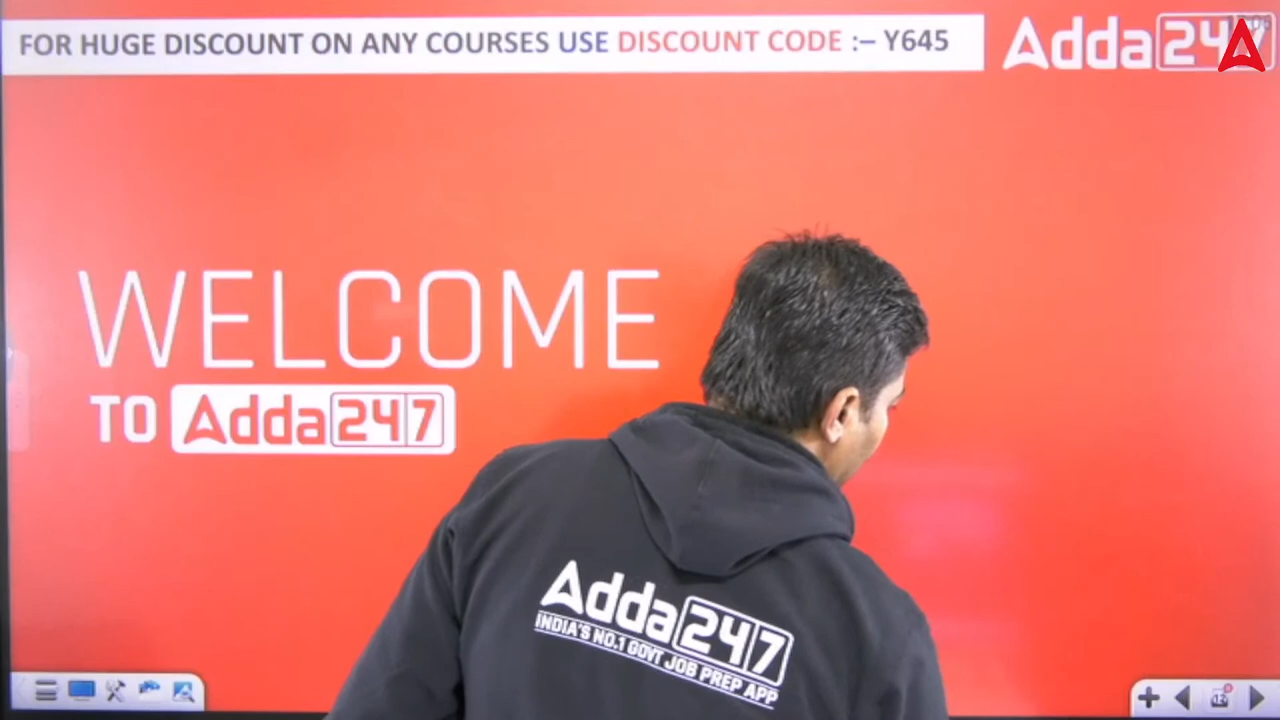 FOR HUGE DISCOUNT ON ANY COURSES USE DISCOUNT CODE :– Y645
Adda247
WELCOME
TO Adda247
Adda247
INDIA'S NO.1 GOVT JOB PREP APP